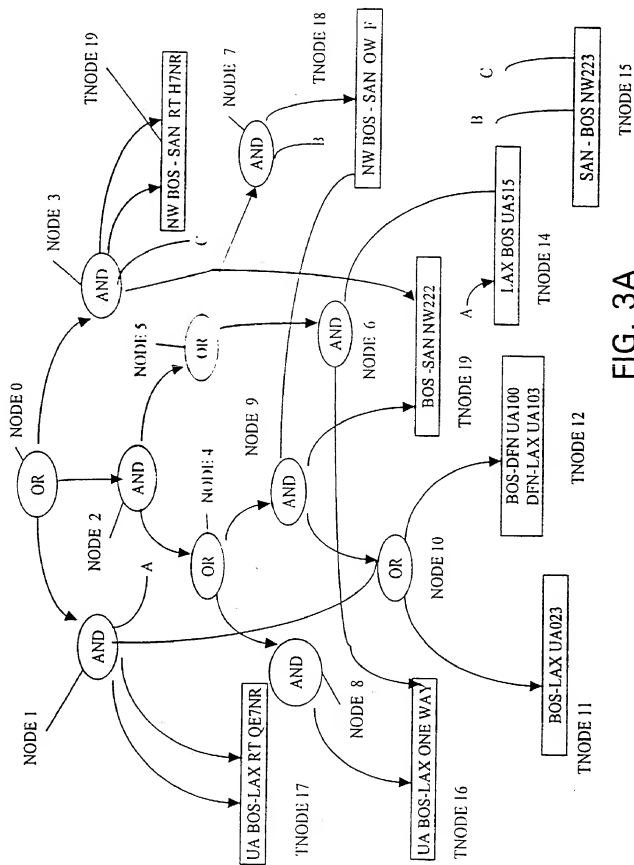 NODE 0
OR
NODE 1
AND
A
NODE 2
AND
NODE 3
AND
C
TNODE 19
NW BOS - SAN RT H7NR
NODE 4
OR
NODE 5
OR
NODE 7
AND
B
TNODE 18
NW BOS - SAN OW F
UA BOS-LAX RT QE7NR
TNODE 17
AND
NODE 8
NODE 9
AND
AND
NODE 6
UA BOS-LAX ONE WAY
TNODE 16
OR
NODE 10
BOS -SAN NW222
TNODE 19
A
LAX BOS UA515
TNODE 14
B
C
SAN - BOS NW223
TNODE 15
BOS-LAX UA023
TNODE 11
BOS-DFN UA100
DFN-LAX UA103
TNODE 12
FIG. 3A